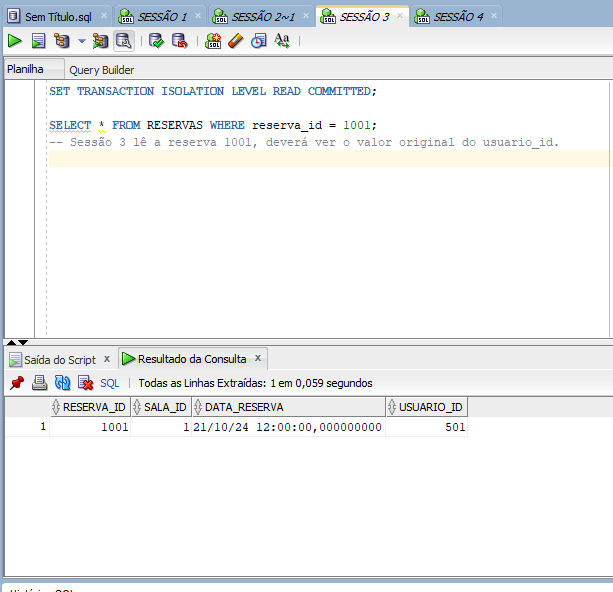 Sem Título.sql SESSÃO 1 SESSÃO 2~1 SESSÃO 3 SESSÃO 4
Planilha Query Builder
SET TRANSACTION ISOLATION LEVEL READ COMMITTED;
SELECT * FROM RESERVAS WHERE reserva_id = 1001;
-- Sessão 3 lê a reserva 1001, deverá ver o valor original do usuario_id.
Saída do Script x Resultado da Consulta x
SQL | Todas as Linhas Extraídas: 1 em 0,059 segundos
RESERVA_ID SALA_ID DATA_RESERVA USUARIO_ID
1 1001 1 21/10/24 12:00:00,000000000 501